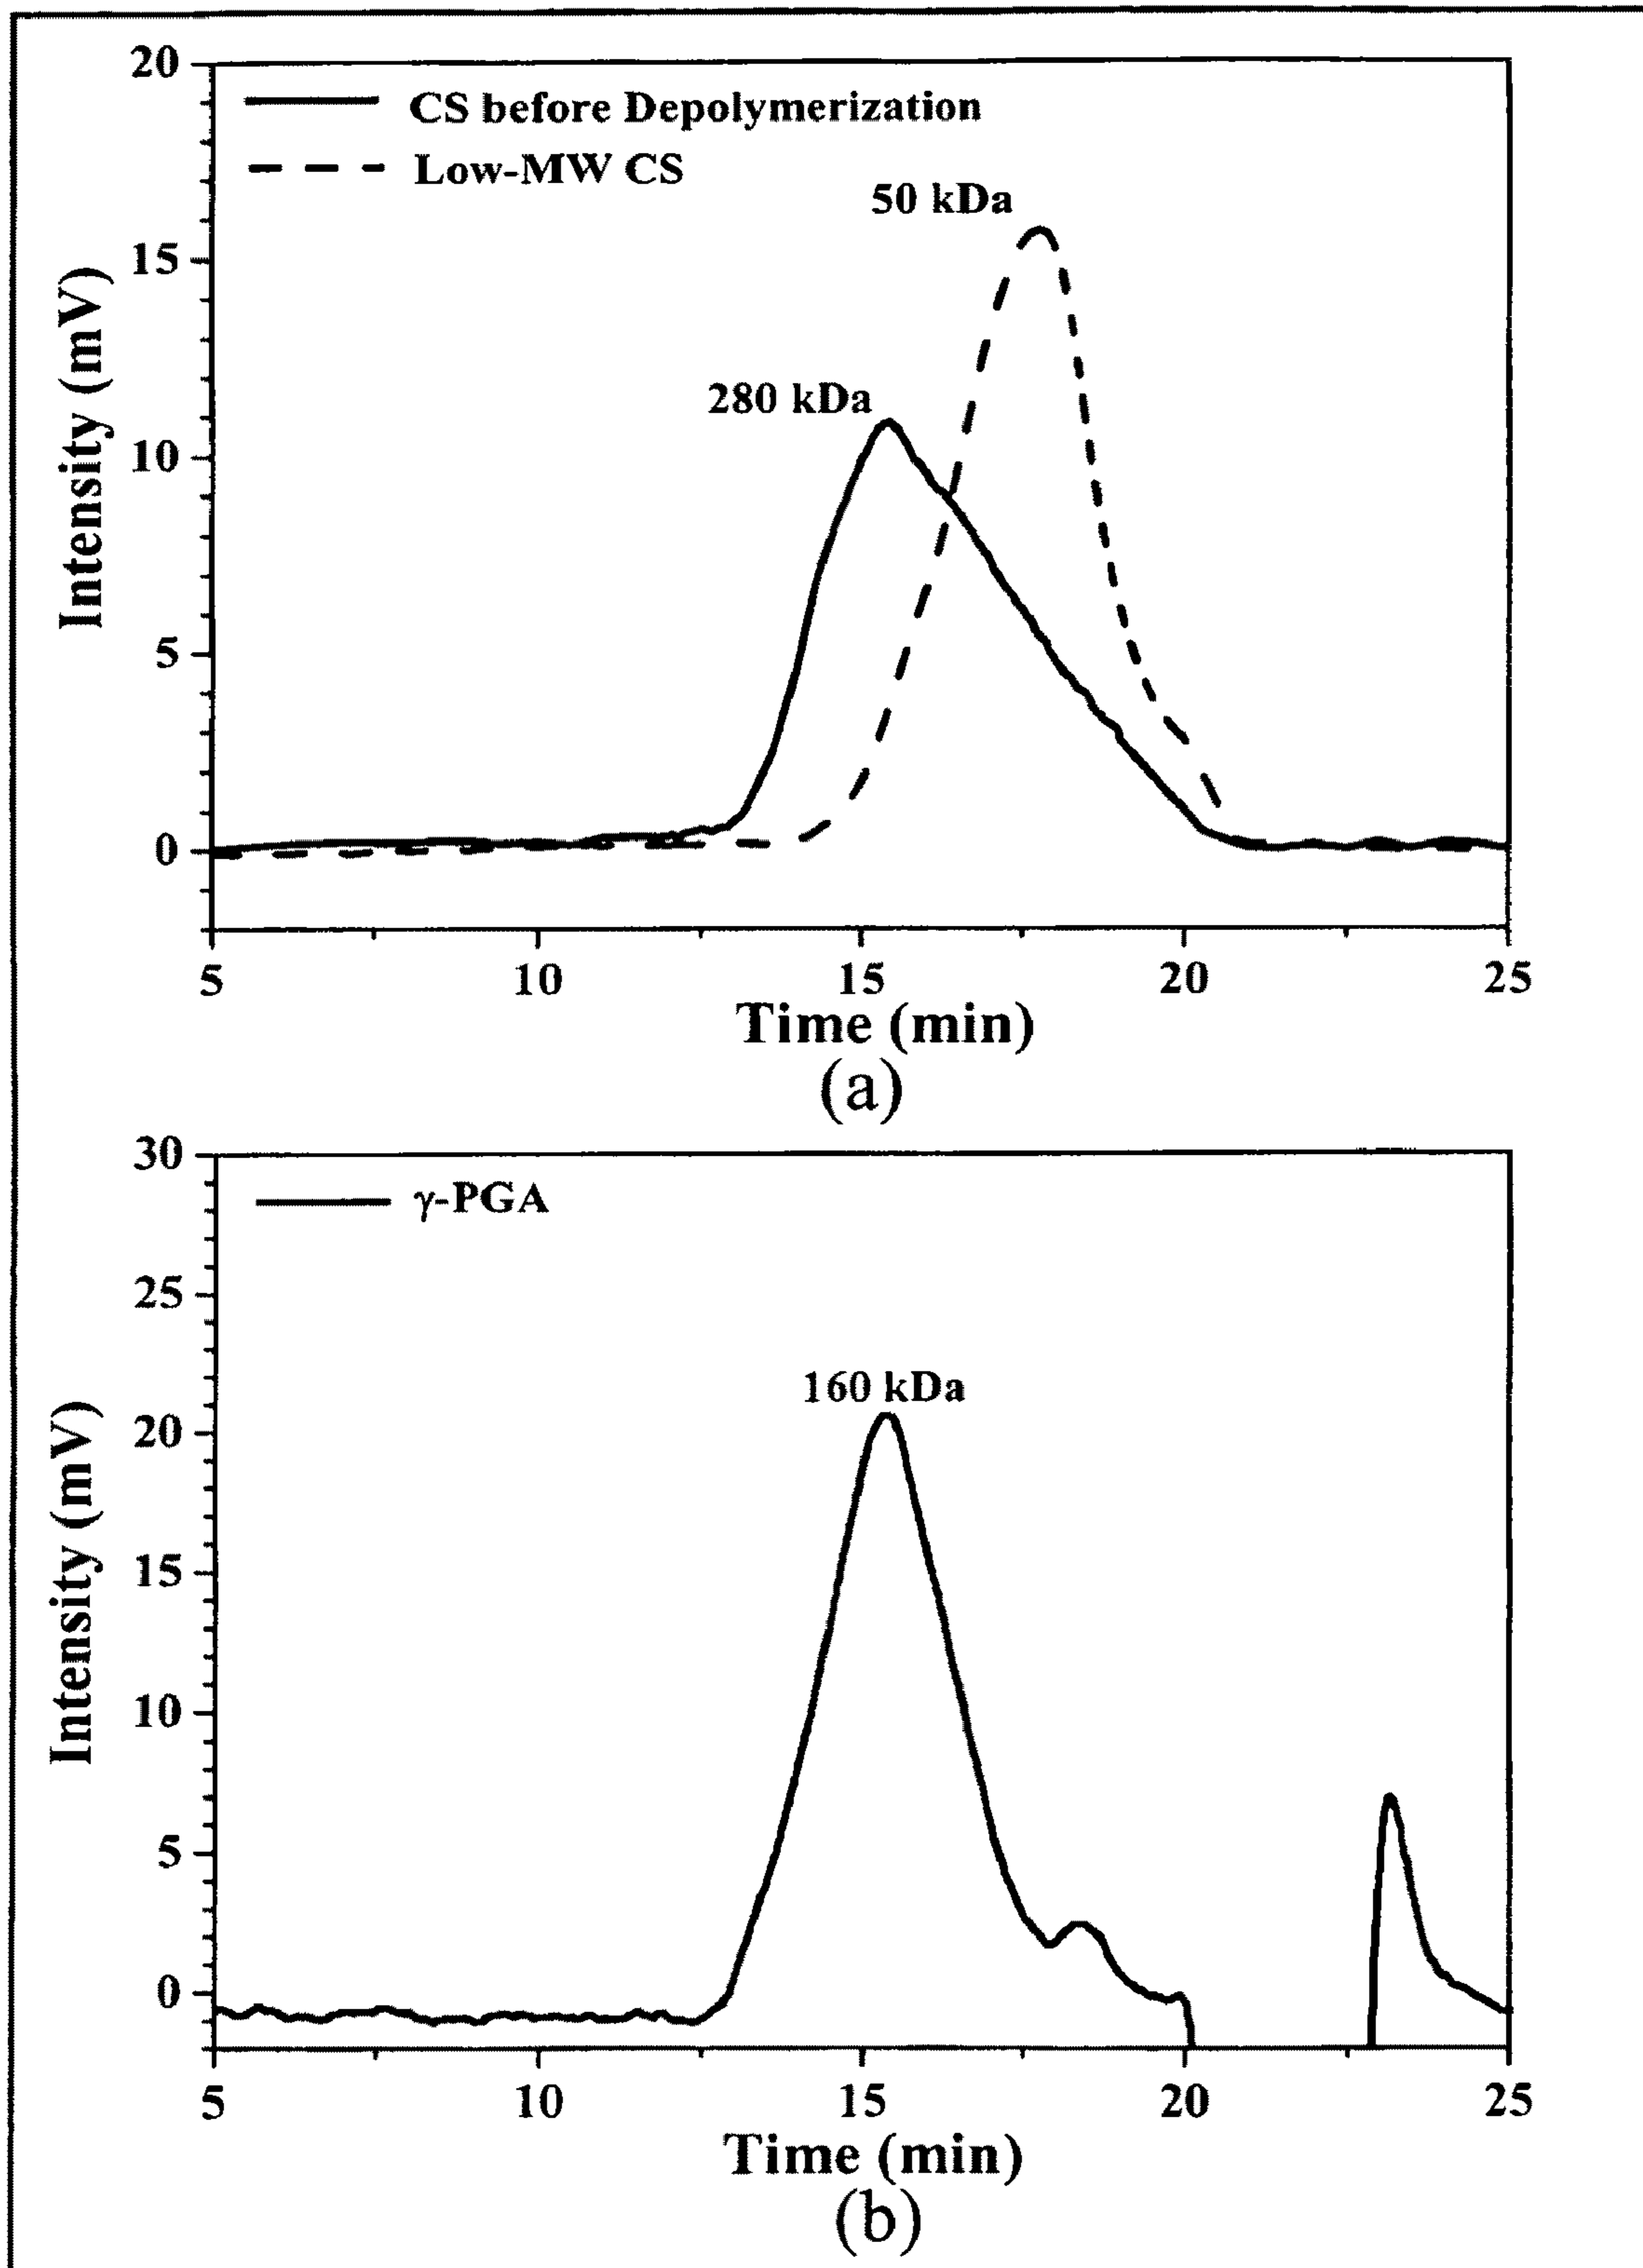 20
CS before Depolymerization
Low-MW CS
50 kDa
15
280 kDa
10
5
0
Intensity (mV)
5 10 15 20 25
Time (min)
(a)
30
γ-PGA
25
160 kDa
20
15
10
5
0
Intensity (mV)
5 10 15 20 25
Time (min)
(b)